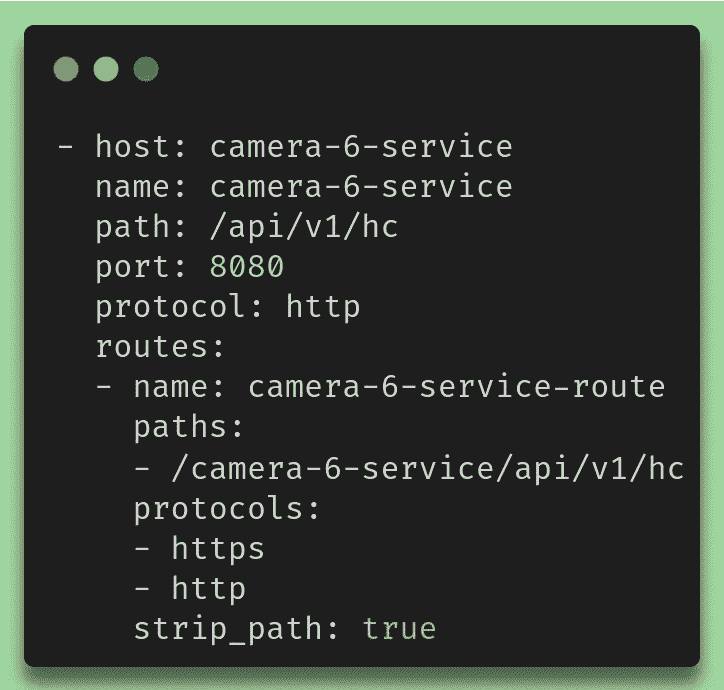 - host: camera-6-service
  name: camera-6-service
  path: /api/v1/hc
  port: 8080
  protocol: http
  routes:
  - name: camera-6-service-route
    paths:
    - /camera-6-service/api/v1/hc
    protocols:
    - https
    - http
    strip_path: true